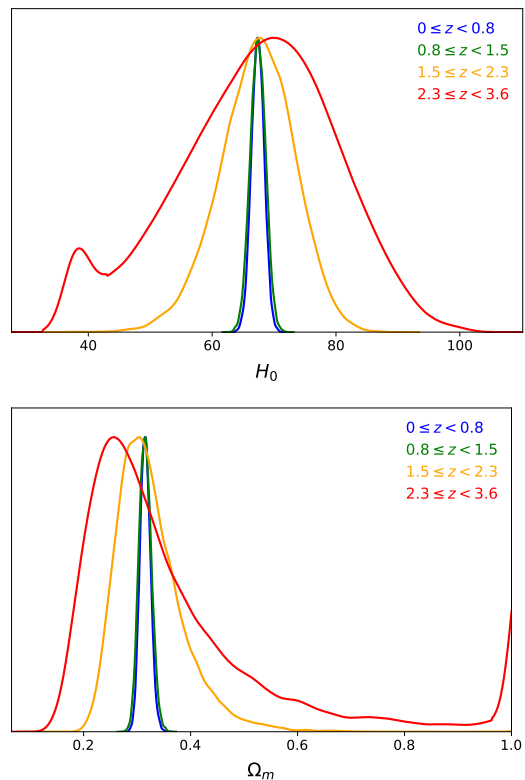 0 ≤ z < 0.8
0.8 ≤ z < 1.5
1.5 ≤ z < 2.3
2.3 ≤ z < 3.6
40 60 80 100
H₀
0 ≤ z < 0.8
0.8 ≤ z < 1.5
1.5 ≤ z < 2.3
2.3 ≤ z < 3.6
0.2 0.4 0.6 0.8 1.0
Ωₘ